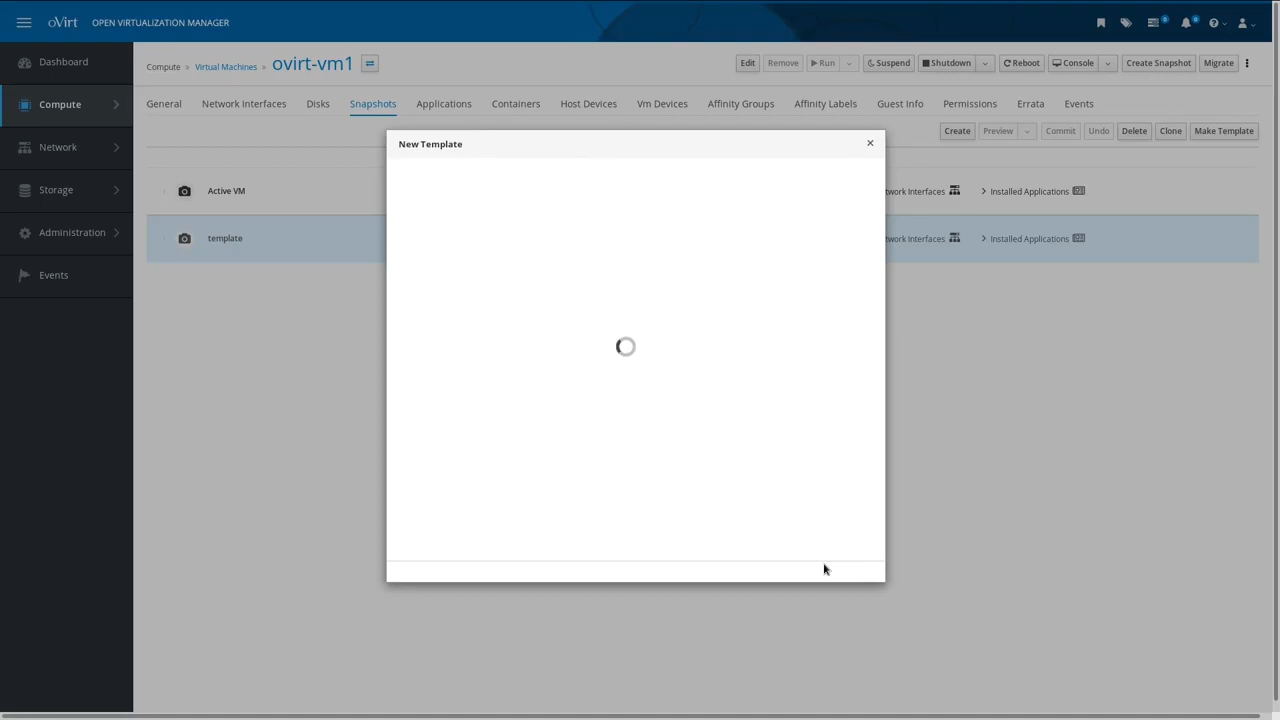 oVirt OPEN VIRTUALIZATION MANAGER
Dashboard
Compute
Network
Storage
Administration
Events
Compute » Virtual Machines » ovirt-vm1
Edit Remove Run Suspend Shutdown Reboot Console Create Snapshot Migrate
General Network Interfaces Disks Snapshots Applications Containers Host Devices Vm Devices Affinity Groups Affinity Labels Guest Info Permissions Errata Events
Create Preview Commit Undo Delete Clone Make Template
New Template
Active VM Interfaces Installed Applications
template Interfaces Installed Applications